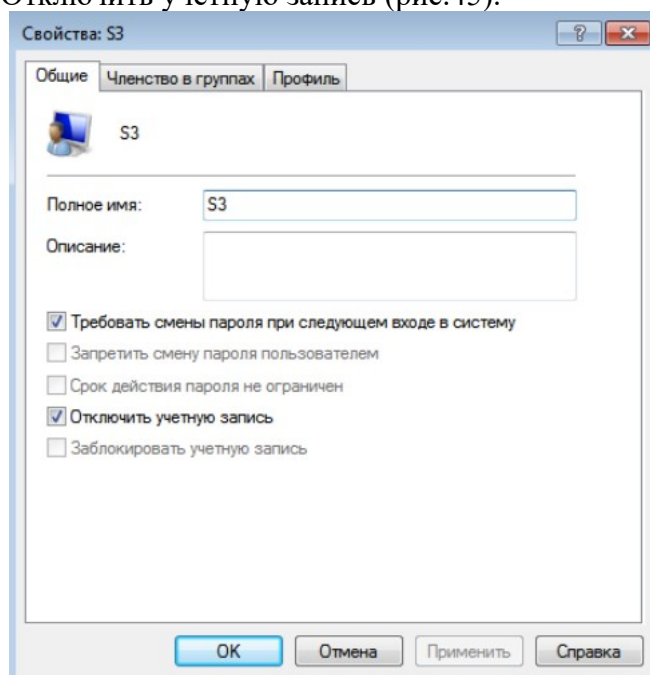 Отключить учетную запись (рис.45).
Свойства: S3
Общие Членство в группах Профиль
S3
Полное имя: S3
Описание:
Требовать смены пароля при следующем входе в систему
Запретить смену пароля пользователем
Срок действия пароля не ограничен
Отключить учетную запись
Заблокировать учетную запись
OK Отмена Применить Справка